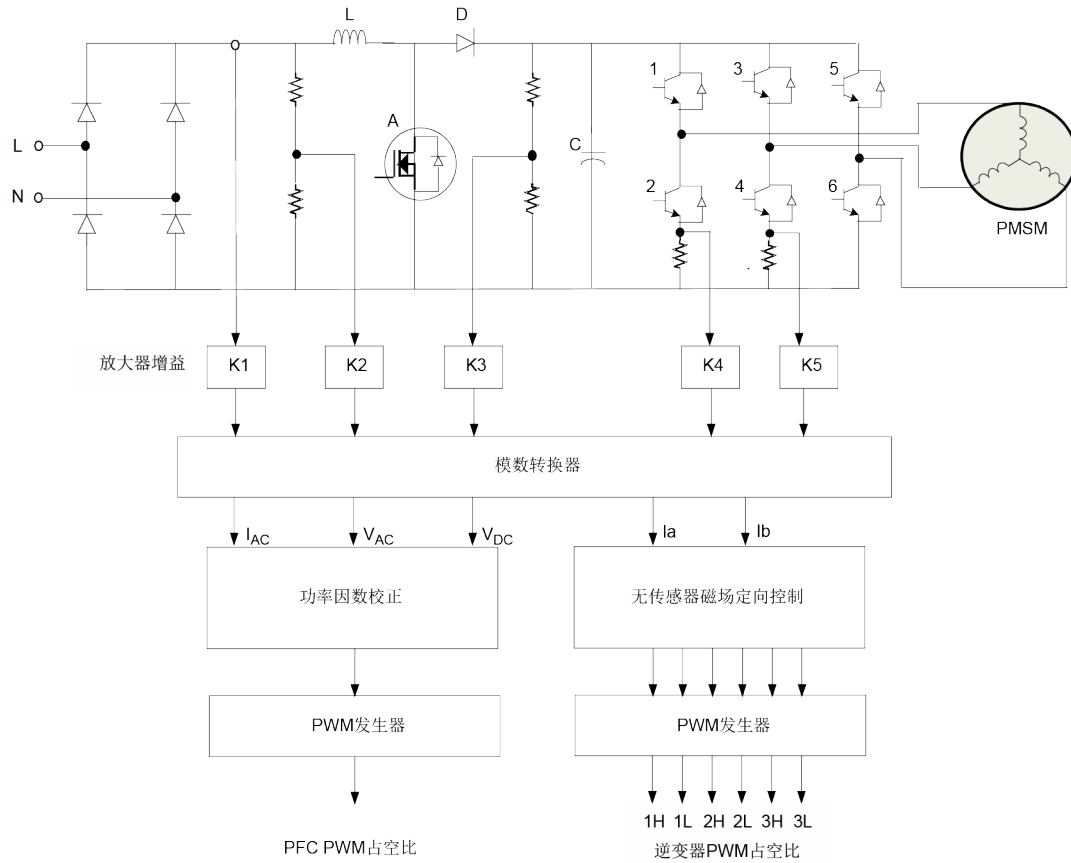 L D
1 3 5
A
L
C
N
2 4 6
PMSM
放大器增益 K1 K2 K3 K4 K5
模数转换器
IAC VAC VDC Ia Ib
功率因数校正 无传感器磁场定向控制
PWM发生器 PWM发生器
1H 1L 2H 2L 3H 3L
PFC PWM占空比 逆变器PWM占空比